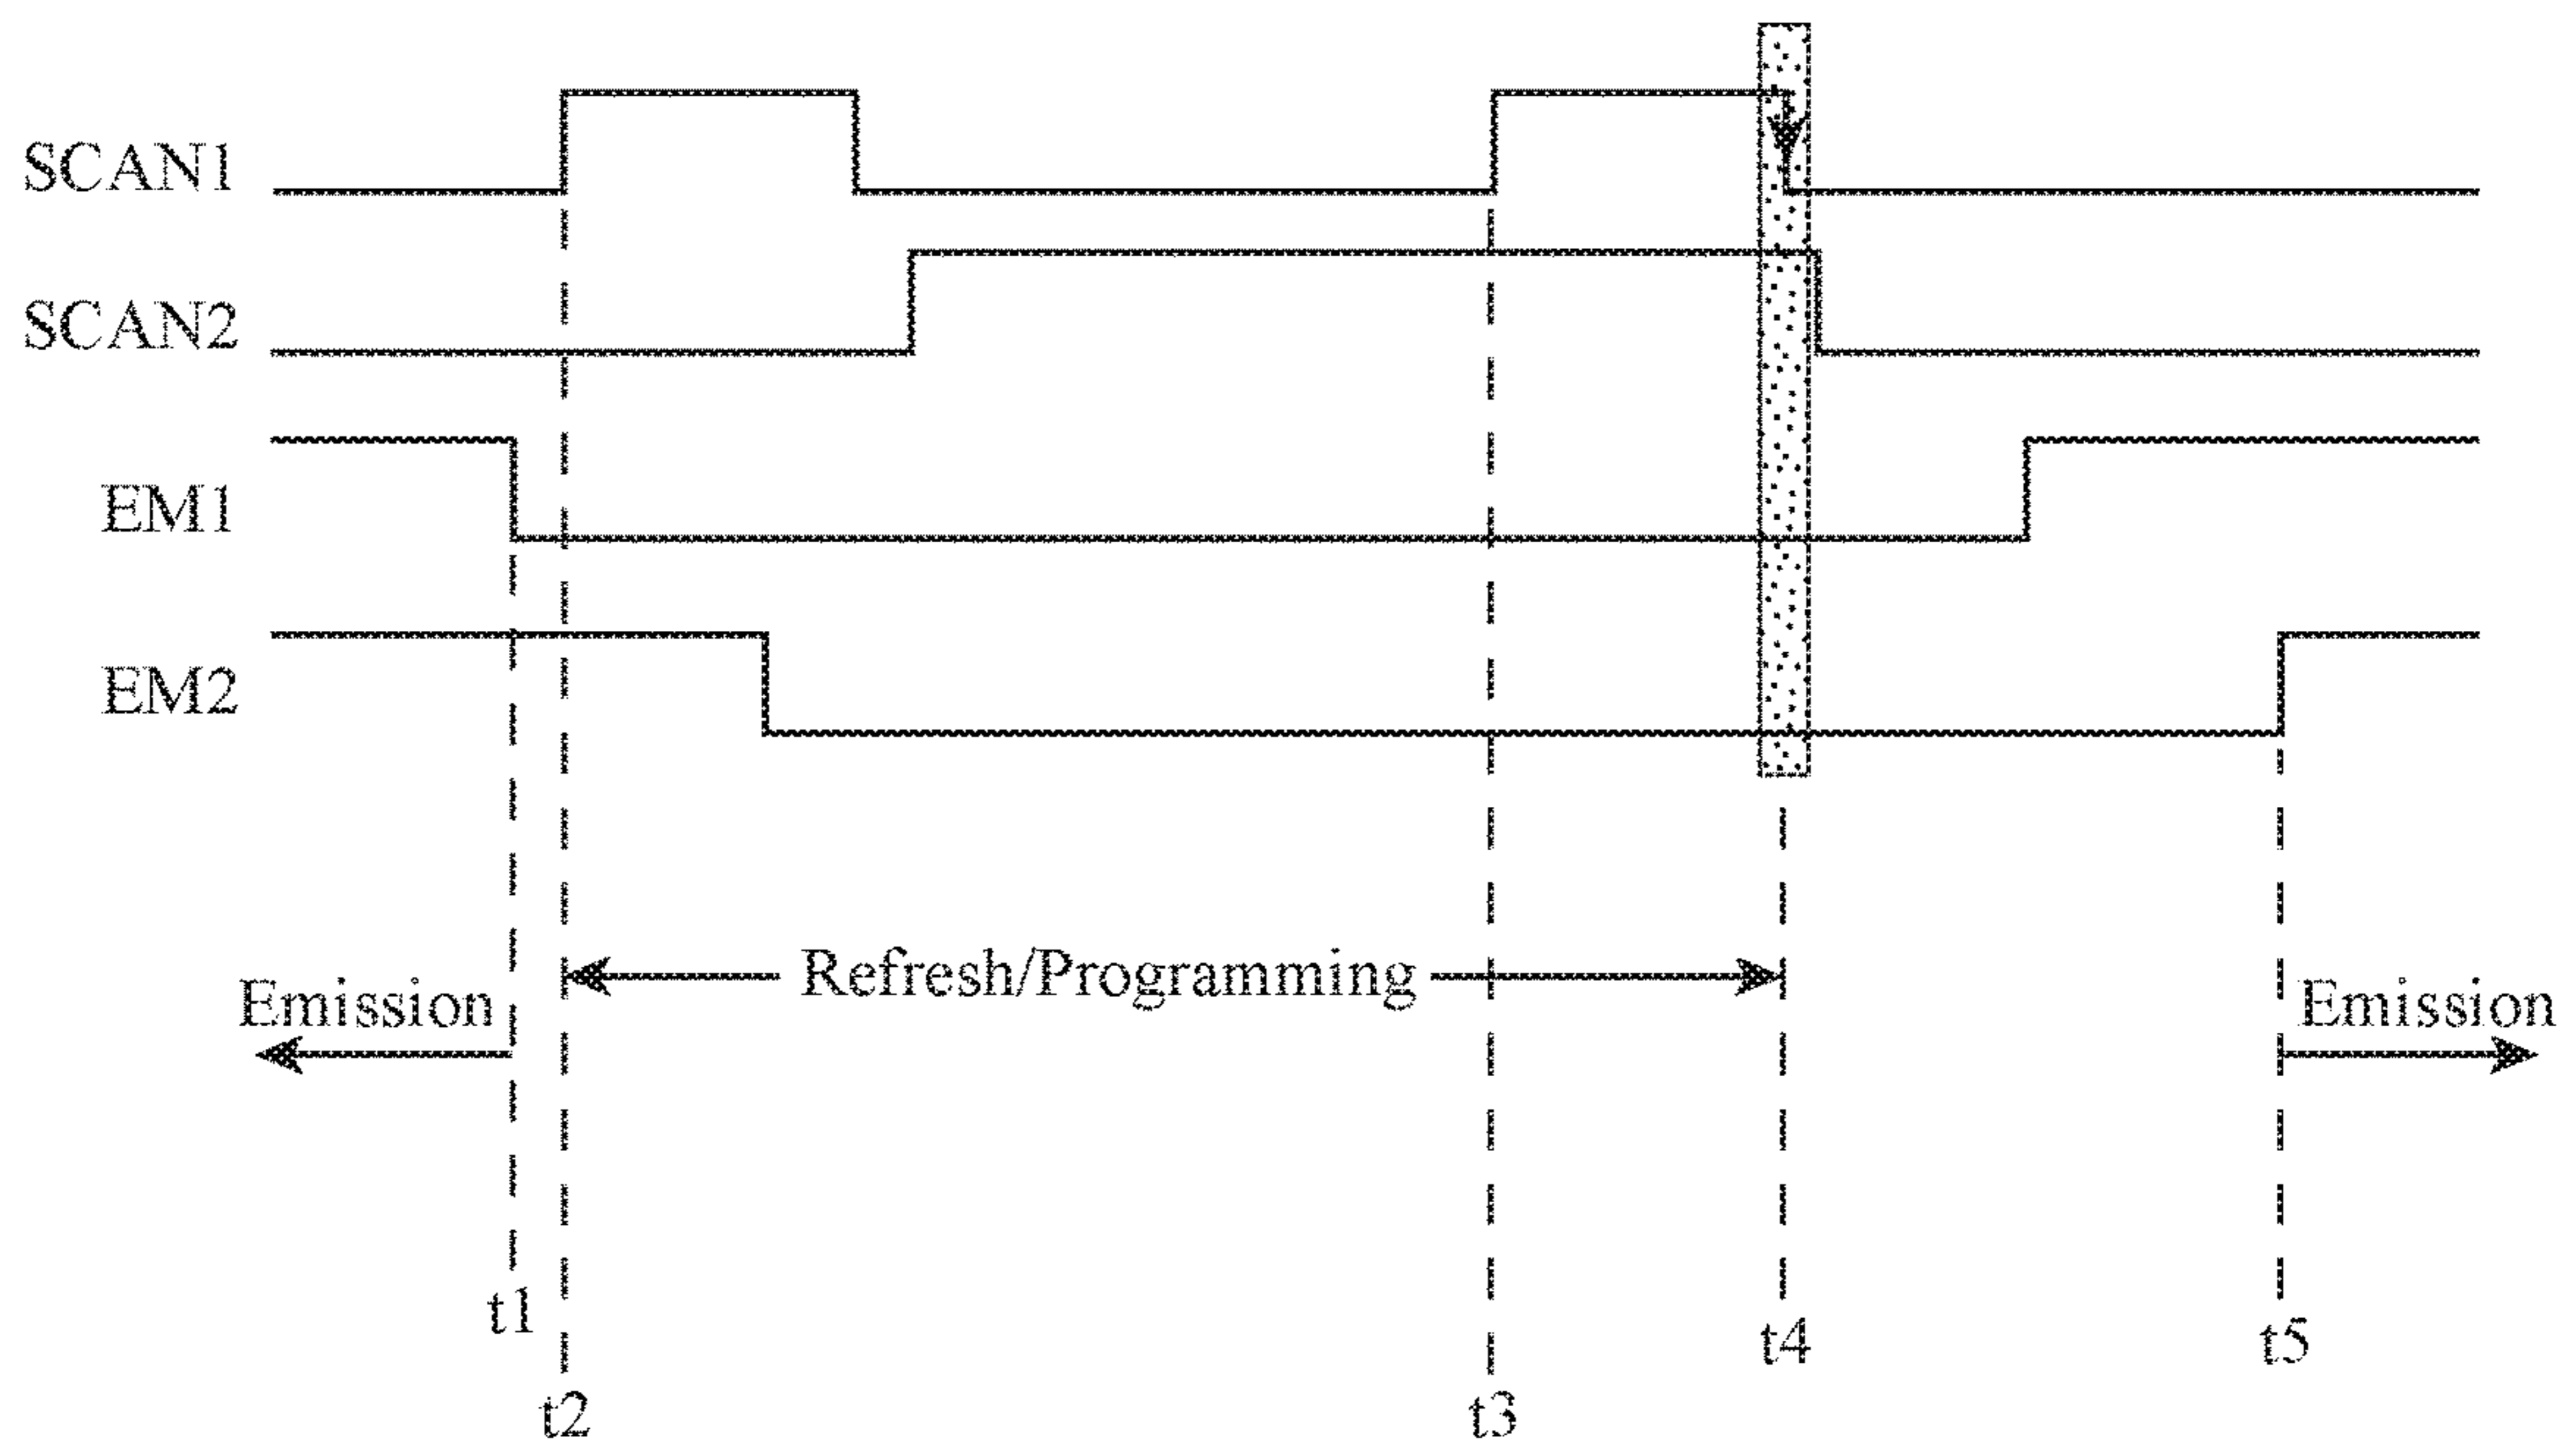 SCAN1
SCAN2
EM1
EM2
Refresh/Programming
Emission
Emission
t1
t4
t5
t2
t3